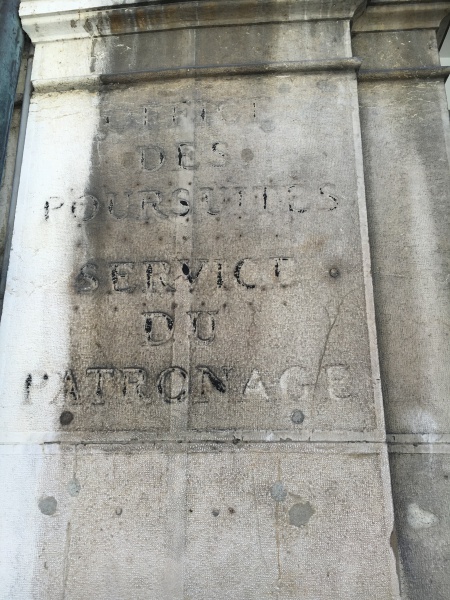 OFFICE
DES
POURSUITES
SERVICE
DU
PATRONAGE